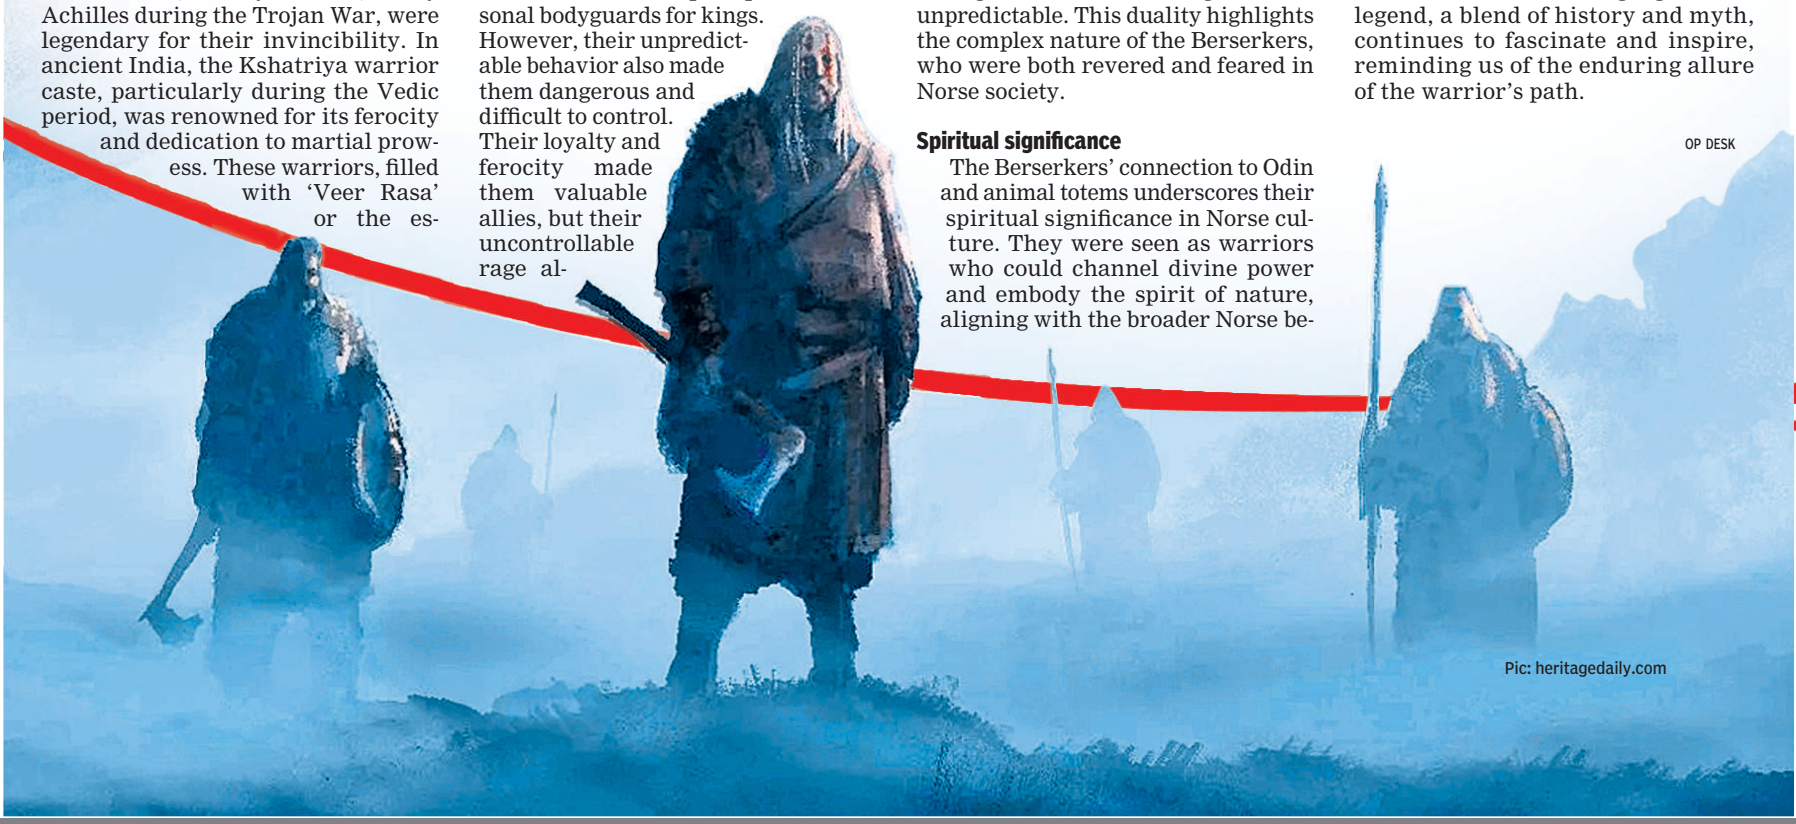 Achilles during the Trojan War, were
legendary for their invincibility. In
ancient India, the Kshatriya warrior
caste, particularly during the Vedic
period, was renowned for its ferocity
and dedication to martial prow-
ess. These warriors, filled
with ‘Veer Rasa’
or the es-
sonal bodyguards for kings.
However, their unpredict-
able behavior also made
them dangerous and
difficult to control.
Their loyalty and
ferocity made
them valuable
allies, but their
uncontrollable
rage al-
unpredictable. This duality highlights
the complex nature of the Berserkers,
who were both revered and feared in
Norse society.
Spiritual significance
The Berserkers’ connection to Odin
and animal totems underscores their
spiritual significance in Norse cul-
ture. They were seen as warriors
who could channel divine power
and embody the spirit of nature,
aligning with the broader Norse be-
legend, a blend of history and myth,
continues to fascinate and inspire,
reminding us of the enduring allure
of the warrior’s path.
OP DESK
Pic: heritagedaily.com